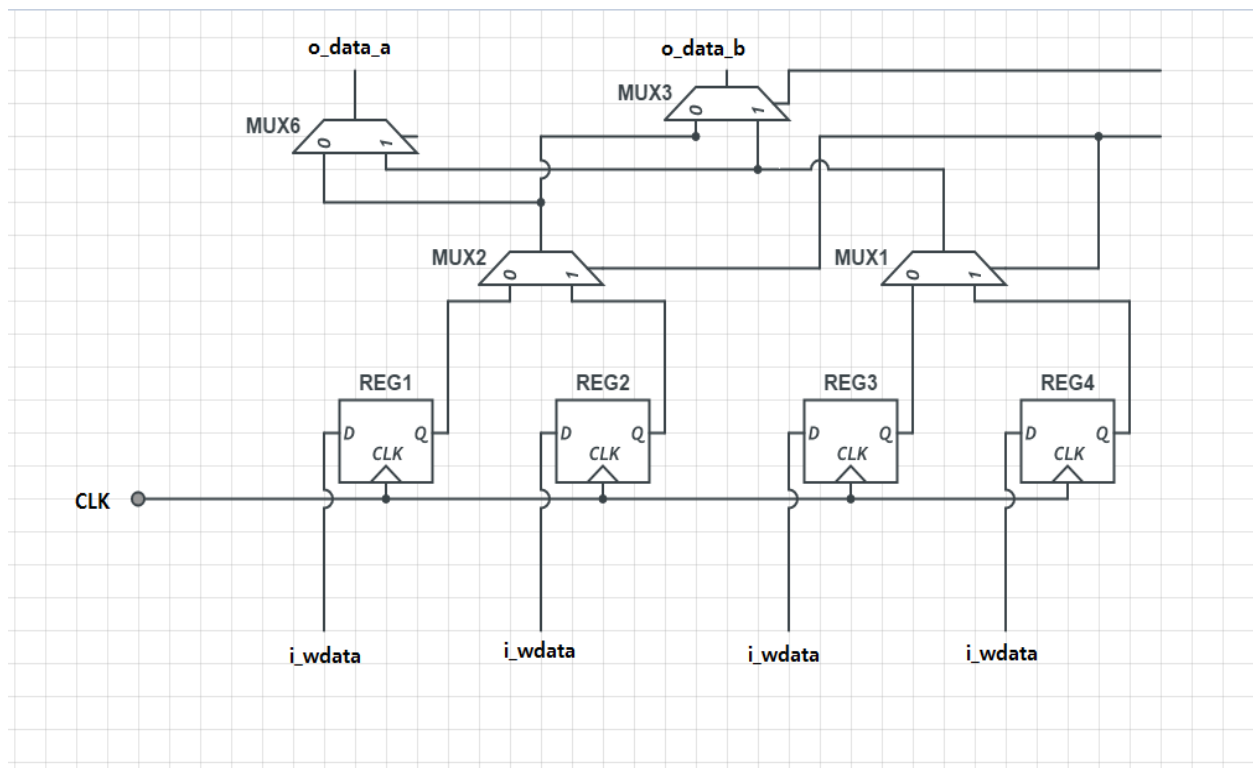 o_data_a
o_data_b
MUX3
0
1
MUX6
0
1
MUX2
0
1
MUX1
0
1
REG1
REG2
REG3
REG4
D
Q
D
Q
D
Q
D
Q
CLK
CLK
CLK
CLK
CLK
i_wdata
i_wdata
i_wdata
i_wdata